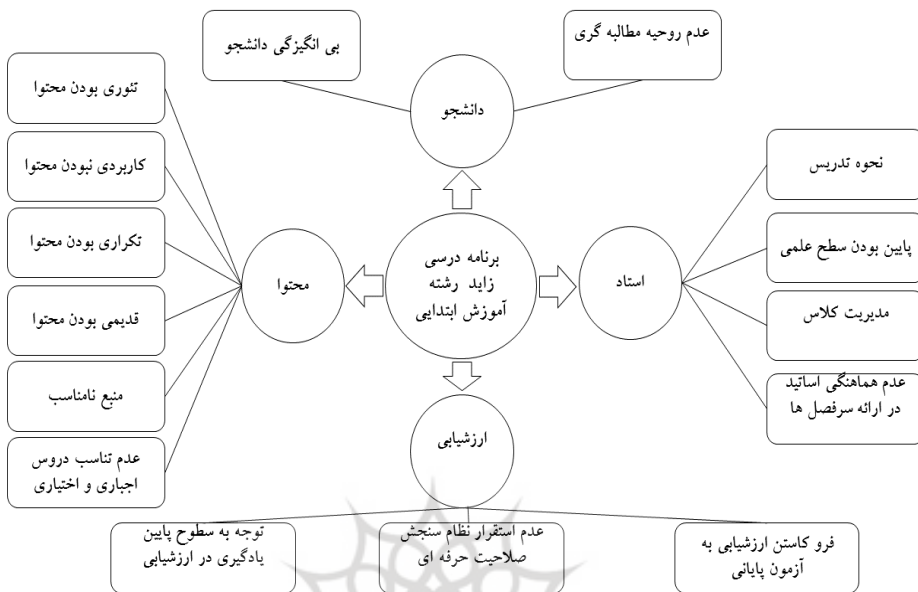 عدم روحیه مطالبه گری
بی انگیزگی دانشجو
دانشجو
نحوه تدریس
پایین بودن سطح علمی
مدیریت کلاس
عدم هماهنگی اساتید
در ارائه سرفصل ها
استاد
برنامه درسی
زاید رشته
آموزش ابتدایی
محتوا
تئوری بودن محتوا
کاربردی نبودن محتوا
تکراری بودن محتوا
قدیمی بودن محتوا
منبع نامناسب
عدم تناسب دروس
اجباری و اختیاری
ارزشیابی
فرو کاستن ارزشیابی به
آزمون پایانی
عدم استقرار نظام سنجش
صلاحیت حرفه ای
توجه به سطوح پایین
یادگیری در ارزشیابی